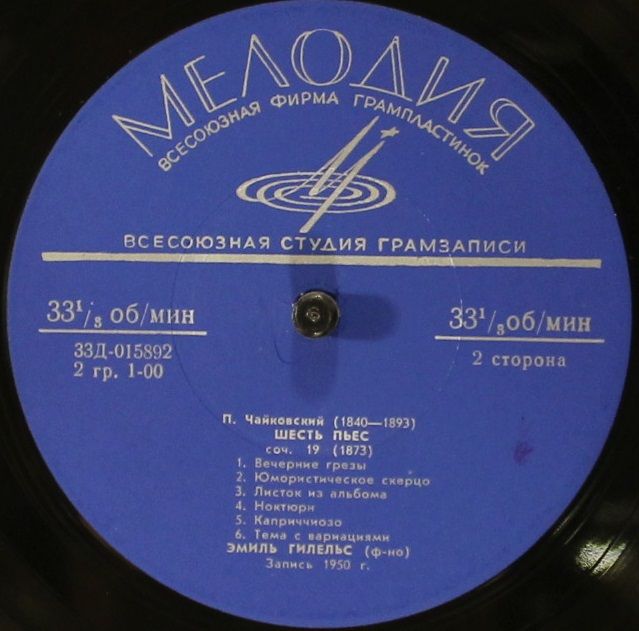 МЕЛОДИЯ
ВСЕСОЮЗНАЯ ФИРМА ГРАМПЛАСТИНОК
ВСЕСОЮЗНАЯ СТУДИЯ ГРАМЗАПИСИ
33¹/₃ об/мин
33Д-015892
2 гр. 1-00
33¹/₃ об/мин
2 сторона
П. Чайковский (1840—1893)
ШЕСТЬ ПЬЕС
соч. 19 (1873)
1. Вечерние грезы
2. Юмористическое скерцо
3. Листок из альбома
4. Ноктюрн
5. Каприччиозо
6. Тема с вариациями
ЭМИЛЬ ГИЛЕЛЬС (ф-но)
Запись 1950 г.